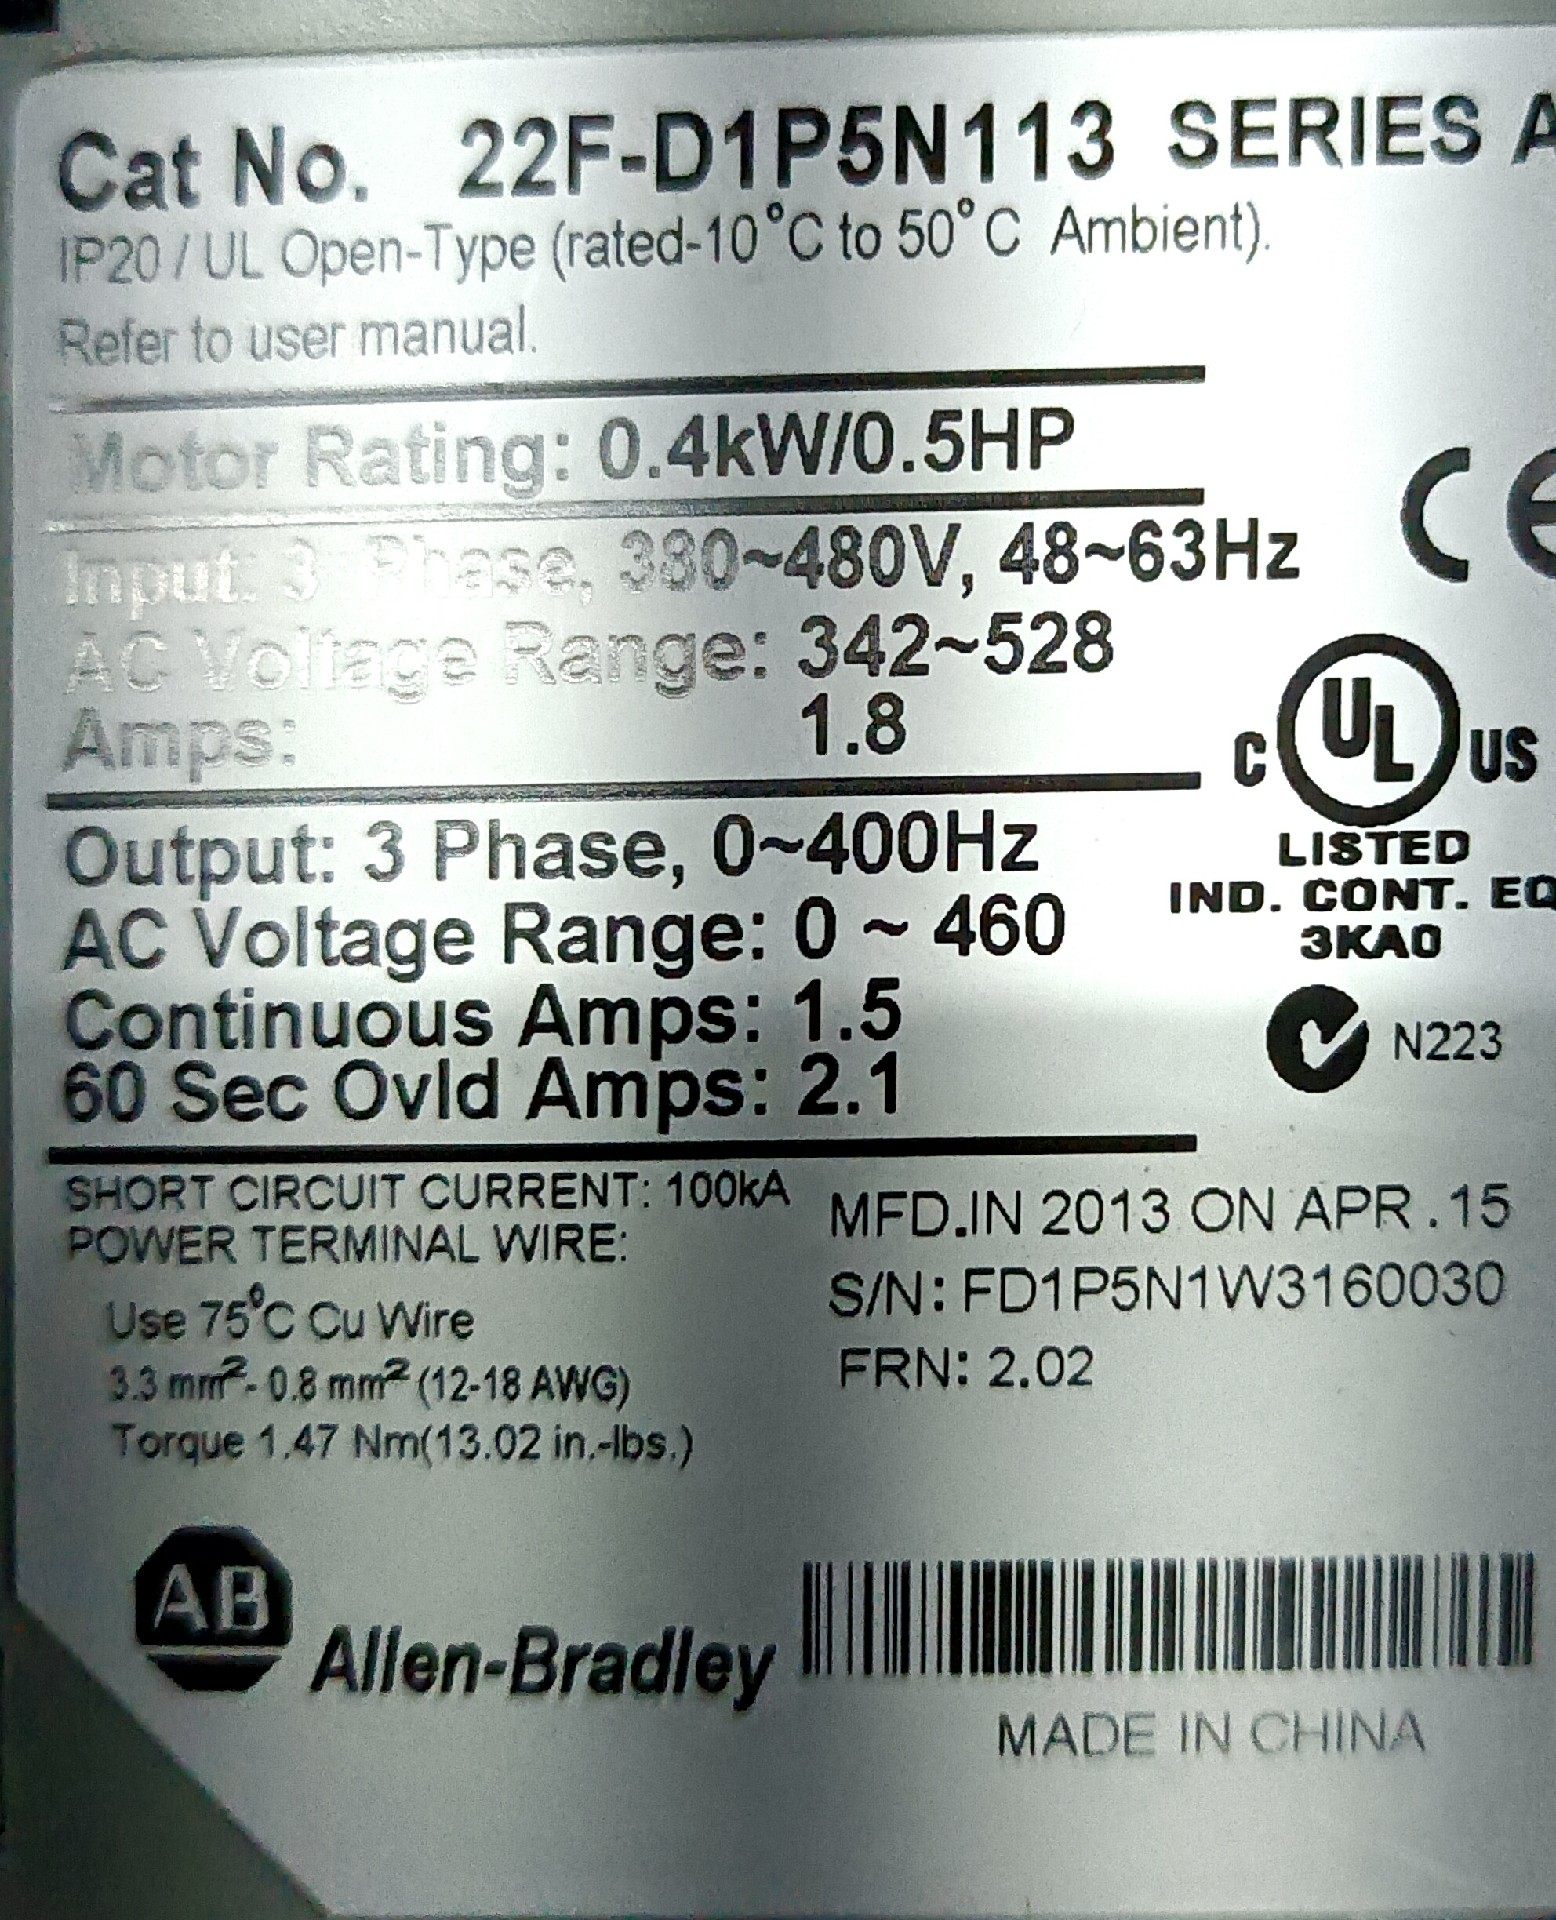 Cat No. 22F-D1P5N113 SERIES A
IP20 / UL Open-Type (rated-10°C to 50°C Ambient).
Refer to user manual.
Motor Rating: 0.4kW/0.5HP
Input: 3 Phase, 380~480V, 48~63Hz
AC Voltage Range: 342~528
Amps: 1.8
CE
C UL US
LISTED
IND. CONT. EQ
3KA0
Output: 3 Phase, 0~400Hz
AC Voltage Range: 0 ~ 460
Continuous Amps: 1.5
60 Sec Ovld Amps: 2.1
N223
SHORT CIRCUIT CURRENT: 100kA
POWER TERMINAL WIRE:
Use 75°C Cu Wire
3.3 mm²- 0.8 mm² (12-18 AWG)
Torque 1.47 Nm(13.02 in.-lbs.)
MFD.IN 2013 ON APR .15
S/N: FD1P5N1W3160030
FRN: 2.02
AB
Allen-Bradley
MADE IN CHINA